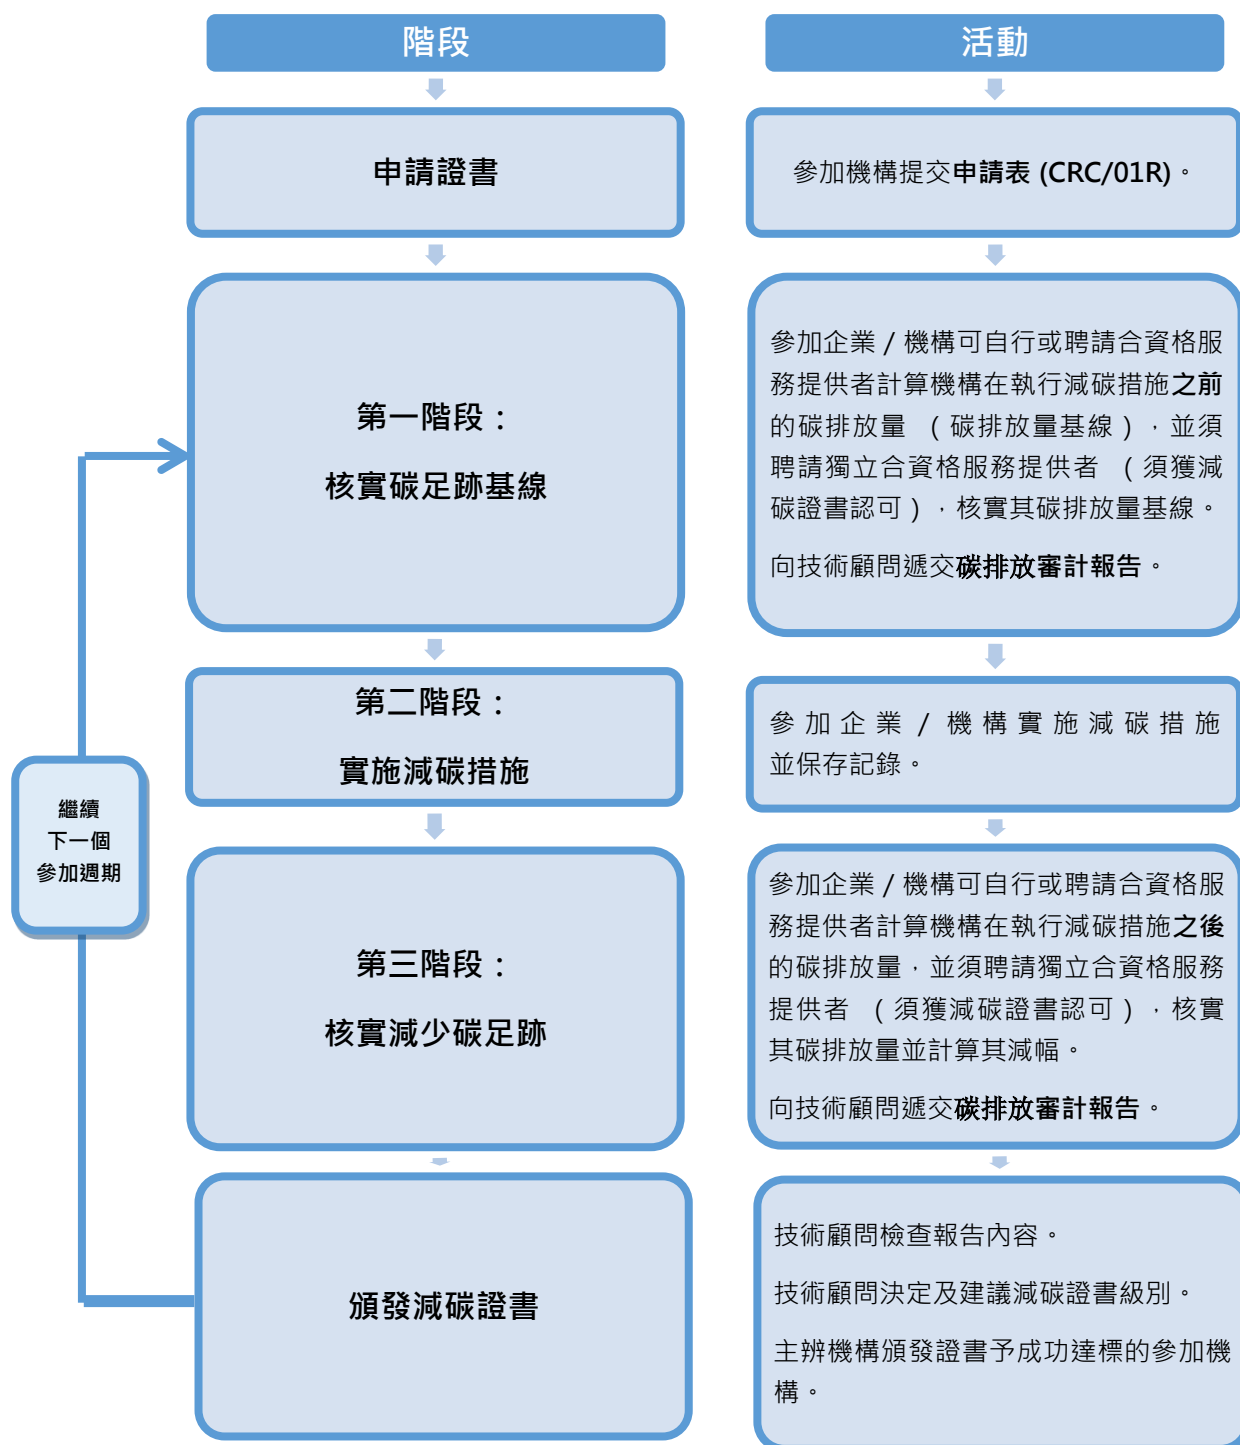 階段
活動
申請證書
參加機構提交申請表 (CRC/01R)。
第一階段：
核實碳足跡基線
參加企業 / 機構可自行或聘請合資格服
務提供者計算機構在執行減碳措施之前
的碳排放量 （碳排放量基線），並須
聘請獨立合資格服務提供者 （須獲減
碳證書認可），核實其碳排放量基線。
向技術顧問遞交碳排放審計報告。
第二階段：
實施減碳措施
參加企業 / 機構實施減碳措施
並保存記錄。
繼續
下一個
參加週期
第三階段：
核實減少碳足跡
參加企業 / 機構可自行或聘請合資格服
務提供者計算機構在執行減碳措施之後
的碳排放量，並須聘請獨立合資格服務
提供者 （須獲減碳證書認可），核實
其碳排放量並計算其減幅。
向技術顧問遞交碳排放審計報告。
頒發減碳證書
技術顧問檢查報告內容。
技術顧問決定及建議減碳證書級別。
主辨機構頒發證書予成功達標的參加機
構。